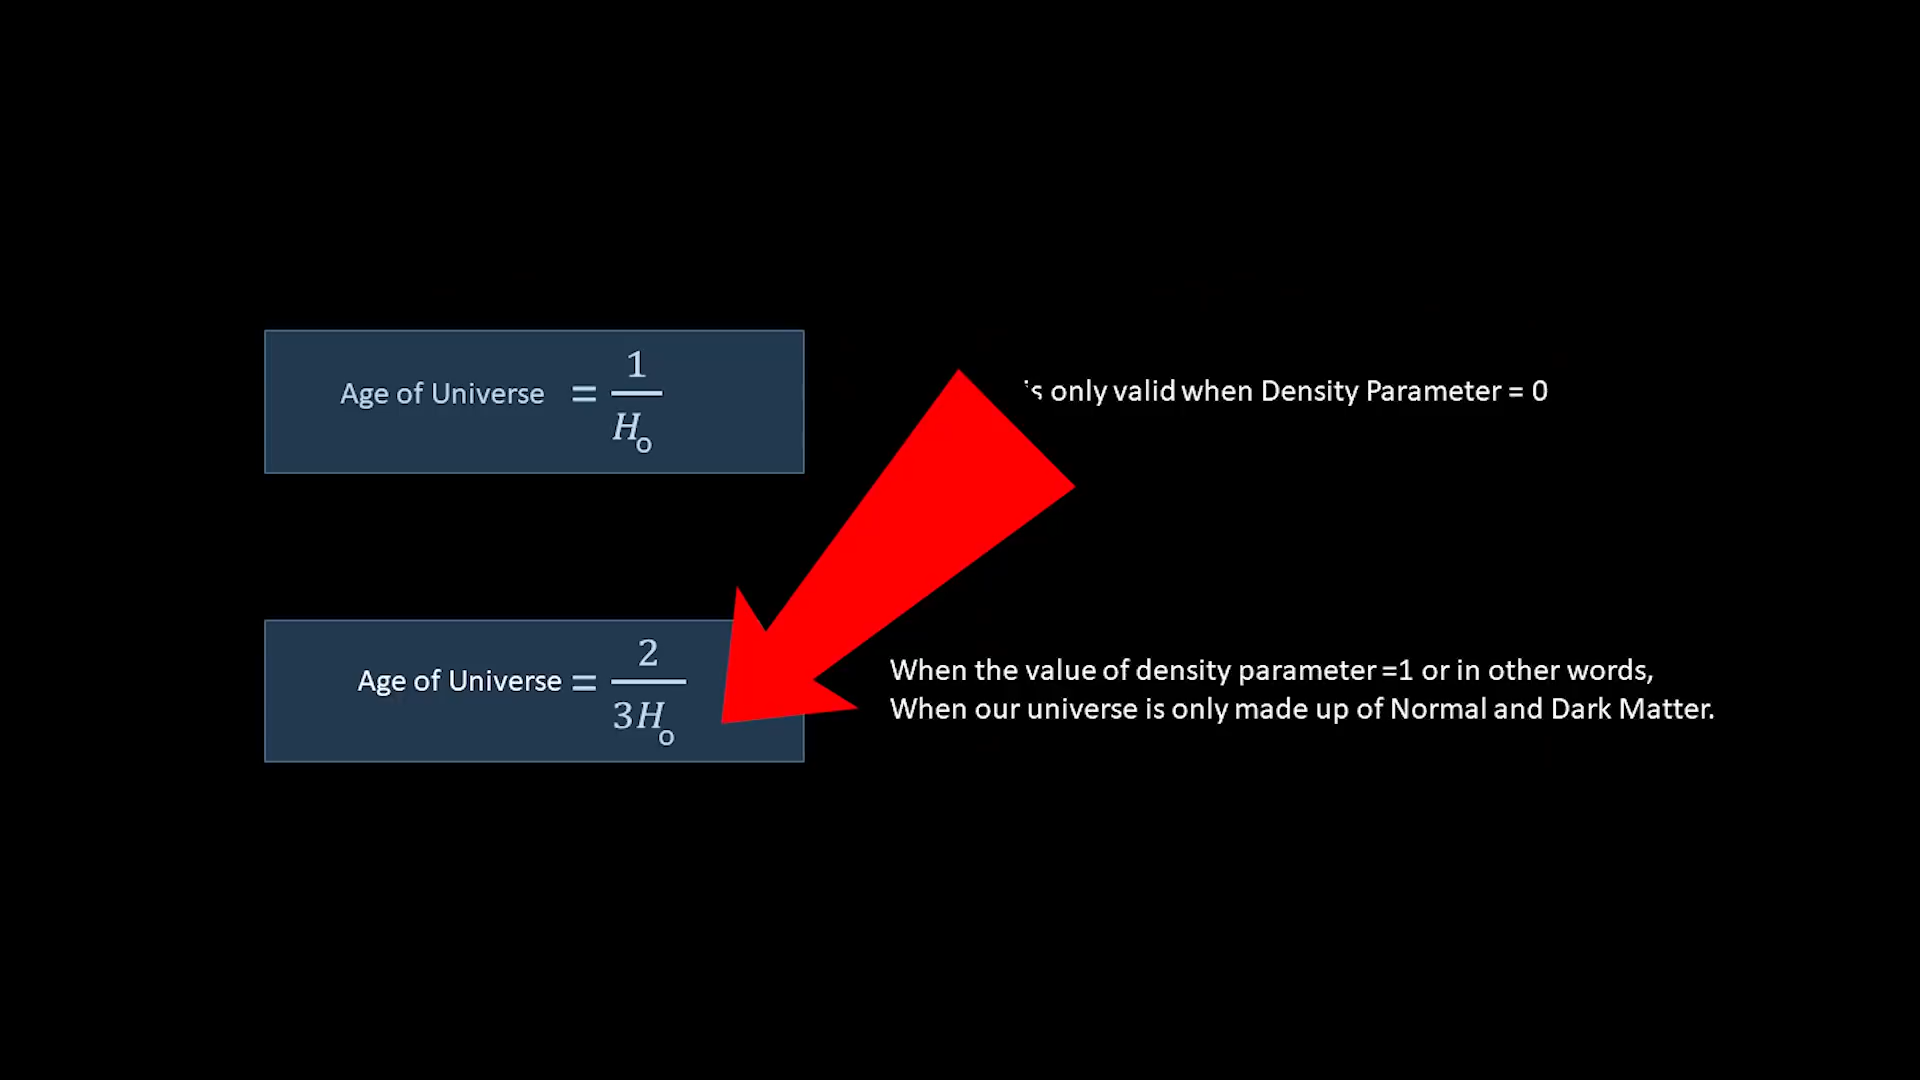 Age of Universe = 1/H₀
is only valid when Density Parameter = 0
Age of Universe = 2/3H₀
When the value of density parameter =1 or in other words,
When our universe is only made up of Normal and Dark Matter.